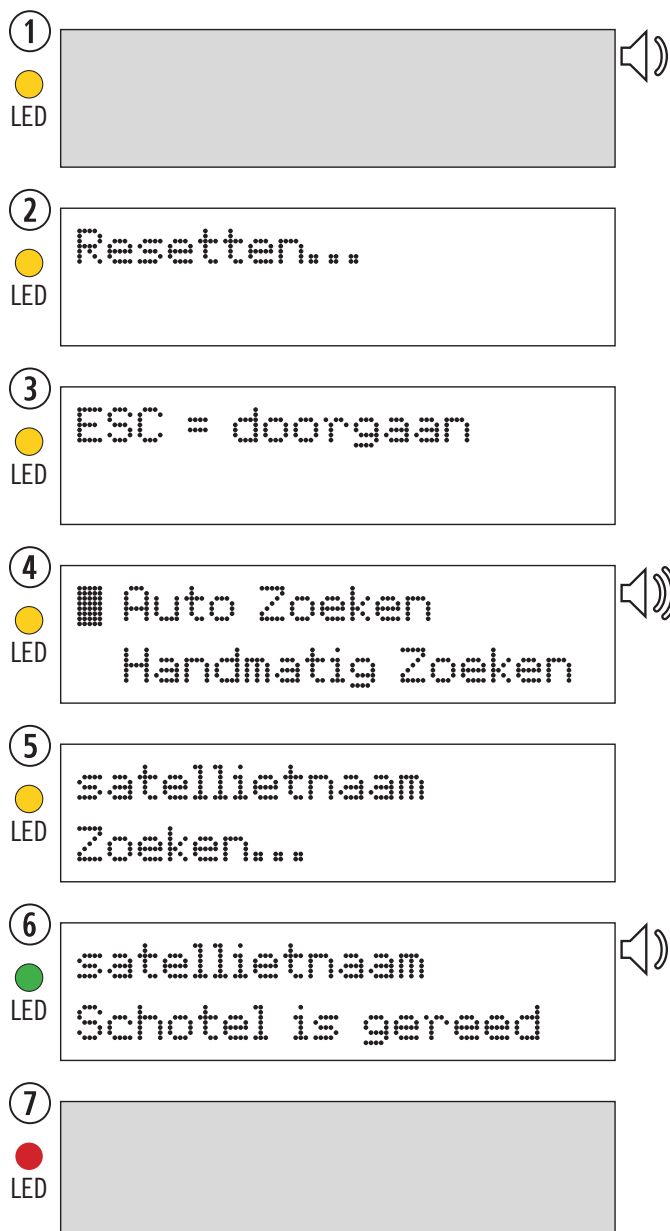 1
LED
2
LED
Resetten...
3
LED
ESC = doorgaan
4
LED
Auto Zoeken
Handmatig Zoeken
5
LED
satellietnaam
Zoeken...
6
LED
satellietnaam
Schotel is gereed
7
LED